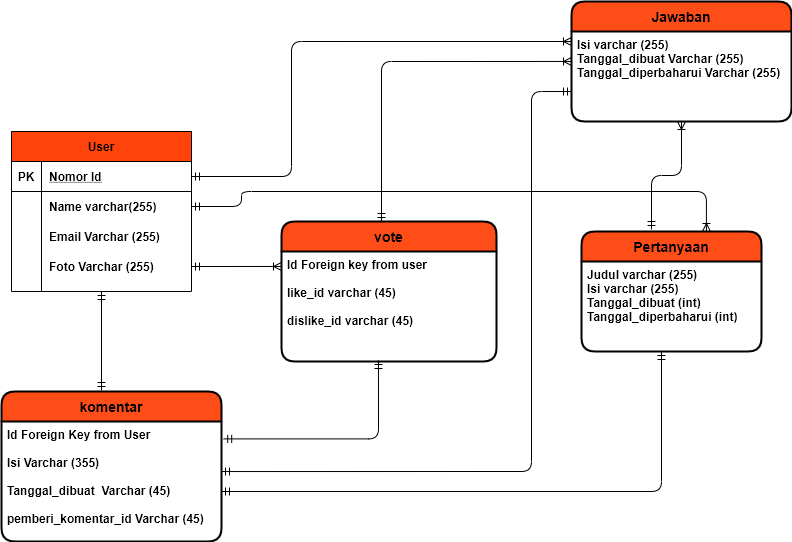 Jawaban
Isi varchar (255)
Tanggal_dibuat Varchar (255)
Tanggal_diperbaharui Varchar (255)
User
PK Nomor Id
Name varchar(255)
Email Varchar (255)
Foto Varchar (255)
vote
Id Foreign key from user
like_id varchar (45)
dislike_id varchar (45)
Pertanyaan
Judul varchar (255)
Isi varchar (255)
Tanggal_dibuat (int)
Tanggal_diperbaharui (int)
komentar
Id Foreign Key from User
Isi Varchar (355)
Tanggal_dibuat Varchar (45)
pemberi_komentar_id Varchar (45)